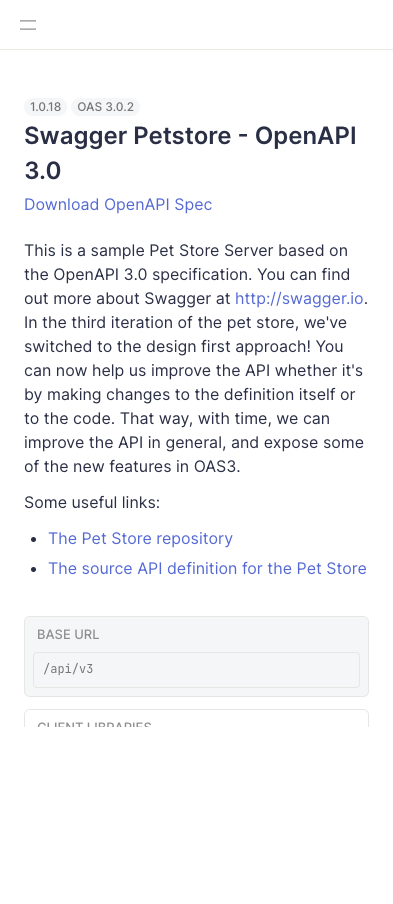 1.0.18 OAS 3.0.2
Swagger Petstore - OpenAPI
3.0
Download OpenAPI Spec
This is a sample Pet Store Server based on
the OpenAPI 3.0 specification. You can find
out more about Swagger at http://swagger.io.
In the third iteration of the pet store, we've
switched to the design first approach! You
can now help us improve the API whether it's
by making changes to the definition itself or
to the code. That way, with time, we can
improve the API in general, and expose some
of the new features in OAS3.
Some useful links:
• The Pet Store repository
• The source API definition for the Pet Store
BASE URL
/api/v3
CLIENT LIBRARIES